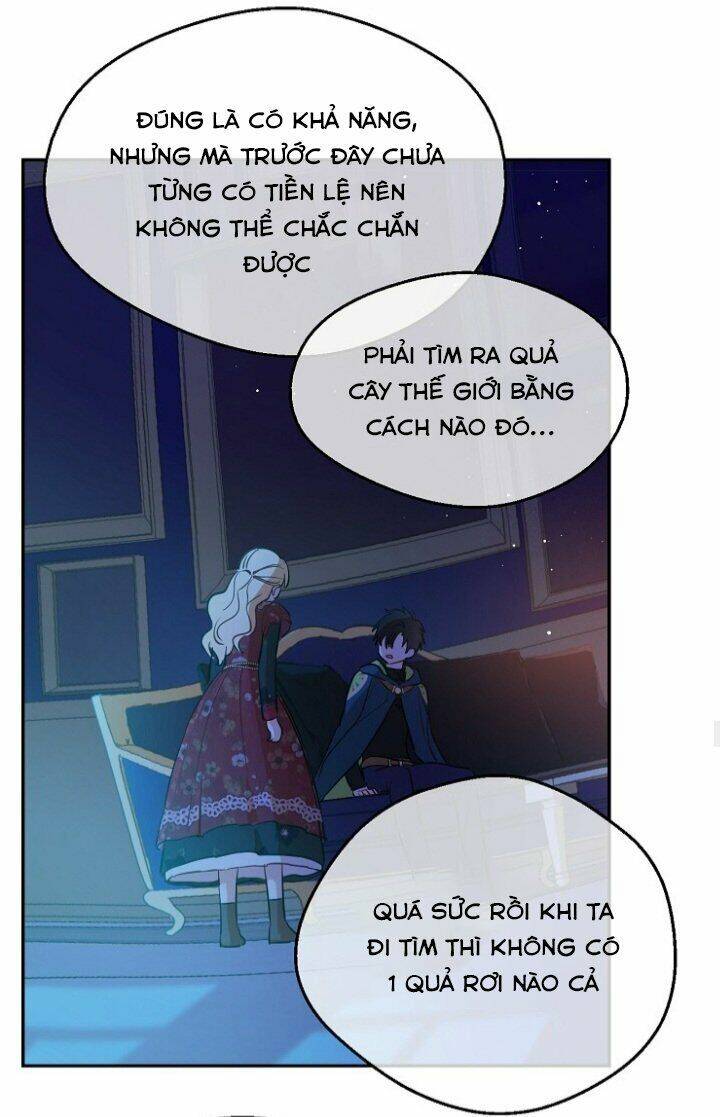 ĐÚNG LÀ CÓ KHẢ NĂNG,
NHƯNG MÀ TRƯỚC ĐÂY CHƯA
TỪNG CÓ TIỀN LỆ NÊN
KHÔNG THỂ CHẮC CHẮN
ĐƯỢC
PHẢI TÌM RA QUẢ
CÂY THẾ GIỚI BẰNG
CÁCH NÀO ĐÓ...
QUÁ SỨC RỒI KHI TA
ĐI TÌM THÌ KHÔNG CÓ
1 QUẢ RƠI NÀO CẢ